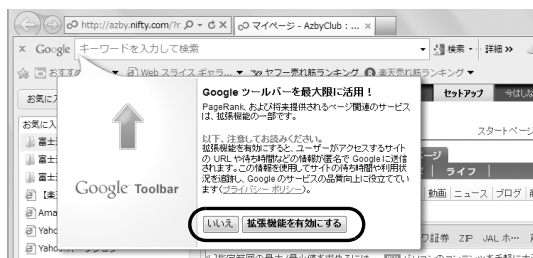 http://azby.nifty.com/?r
マイページ - AzbyClub : ...
× Google キーワードを入力して検索
検索
詳細 >>
Web スライス ギャラ...
ヤフー売れ筋ランキング
楽天売れ筋ランキング
セットアップ
スタートページ
Google ツールバーを最大限に活用!
PageRank、および将来提供されるページ関連のサービス
は、拡張機能の一部です。
以下、注意してお読みください。
拡張機能を有効にすると、ユーザーがアクセスするサイト
の URL や待ち時間などの情報が匿名で Google に送信
されます。この情報を使用してサイトの待ち時間や利用状
況を追跡し、Google のサービスの品質向上に役立ててい
ます(プライバシー ポリシー)。
Google Toolbar
いいえ 拡張機能を有効にする
お気に入
富士
富士
富士
Ama
Yaho
ライフ
動画 ニュース ブログ
証券 ZIP JAL ホ…